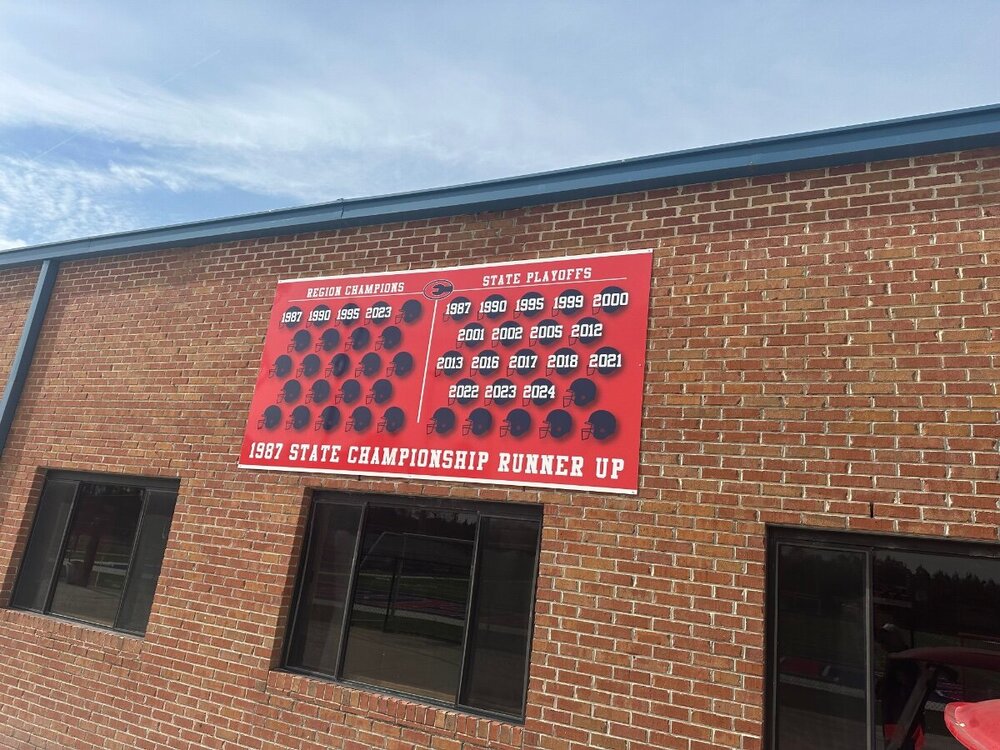 REGION CHAMPIONS
1987 1990 1995 2023
E
STATE PLAYOFFS
1987 1990 1995 1999 2000
2001 2002 2005 2012
2013 2016 2017 2018 2021
2022 2023 2024
1987 STATE CHAMPIONSHIP RUNNER UP